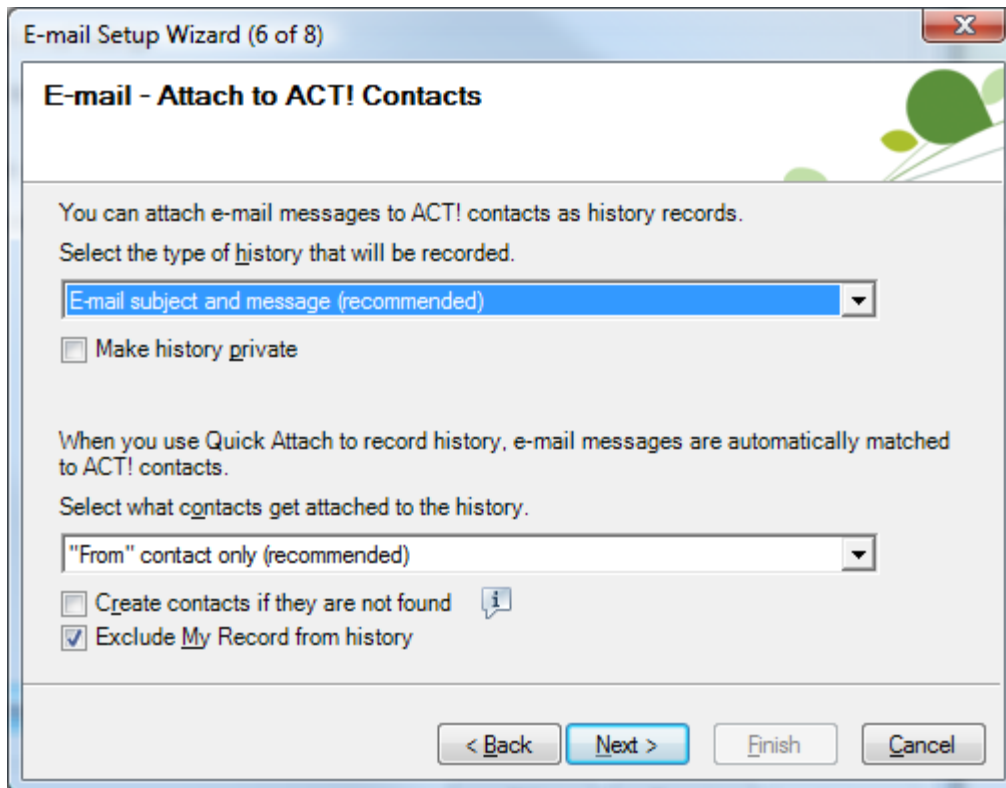 E-mail Setup Wizard (6 of 8)
E-mail - Attach to ACT! Contacts
You can attach e-mail messages to ACT! contacts as history records.
Select the type of history that will be recorded.
E-mail subject and message (recommended)
Make history private
When you use Quick Attach to record history, e-mail messages are automatically matched
to ACT! contacts.
Select what contacts get attached to the history.
"From" contact only (recommended)
Create contacts if they are not found
Exclude My Record from history
< Back Next > Finish Cancel